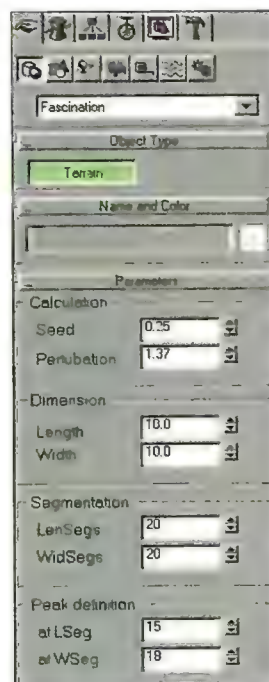 Fascination
Object Type
Terrain
Name and Color
Parameters
Calculation
Seed 0.25
Pertubation 1.37
Dimension
Length 10.0
Width 10.0
Segmentation
LenSegs 20
WidSegs 20
Peak definition
at LSeg 15
at WSeg 18